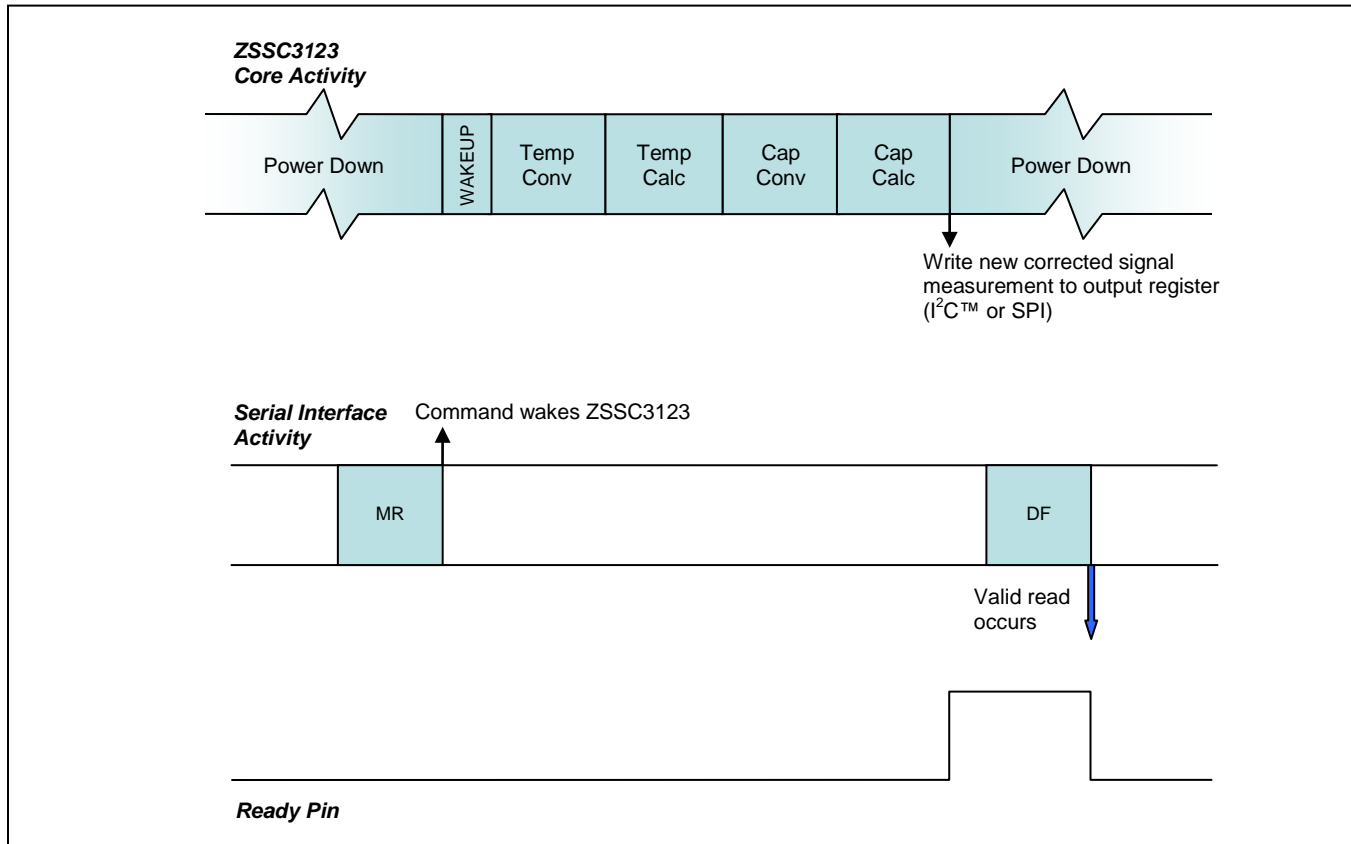 ZSSC3123
Core Activity
Power Down
WAKEUP
Temp
Conv
Temp
Calc
Cap
Conv
Cap
Calc
Power Down
Write new corrected signal
measurement to output register
(I²C™ or SPI)
Serial Interface
Activity
Command wakes ZSSC3123
MR
DF
Valid read
occurs
Ready Pin